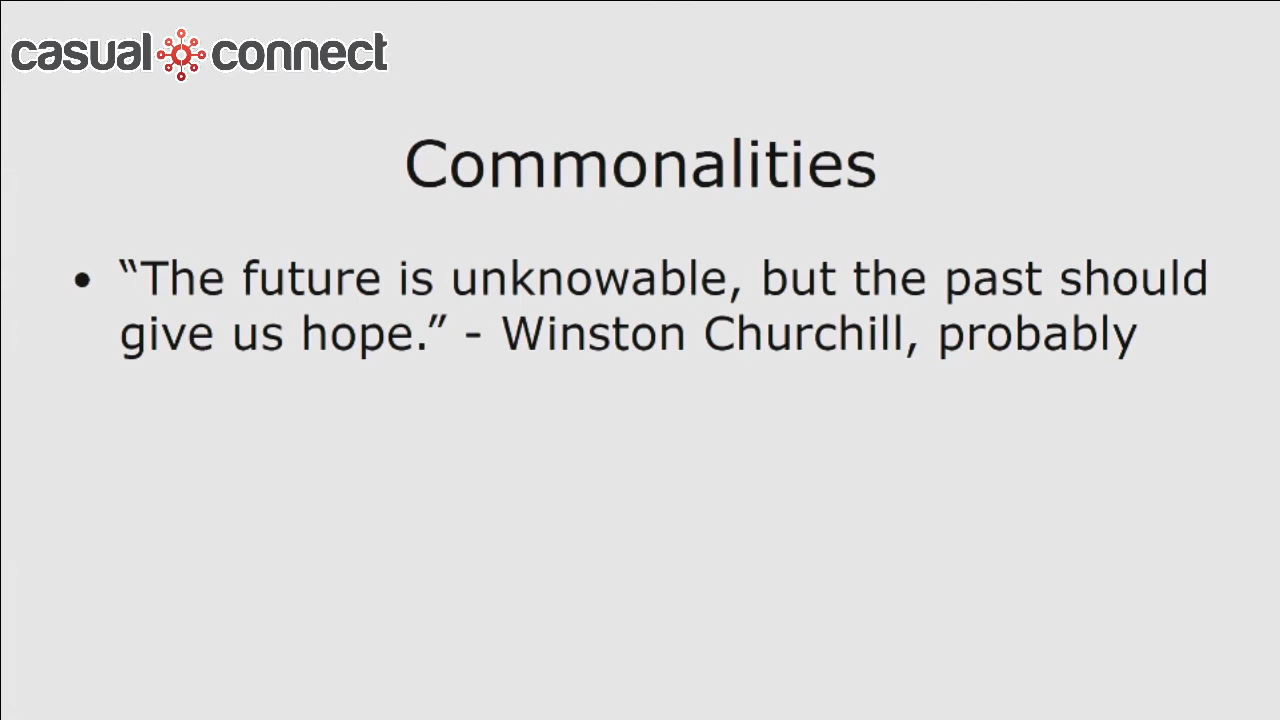 casual connect
Commonalities
• “The future is unknowable, but the past should
give us hope.” - Winston Churchill, probably